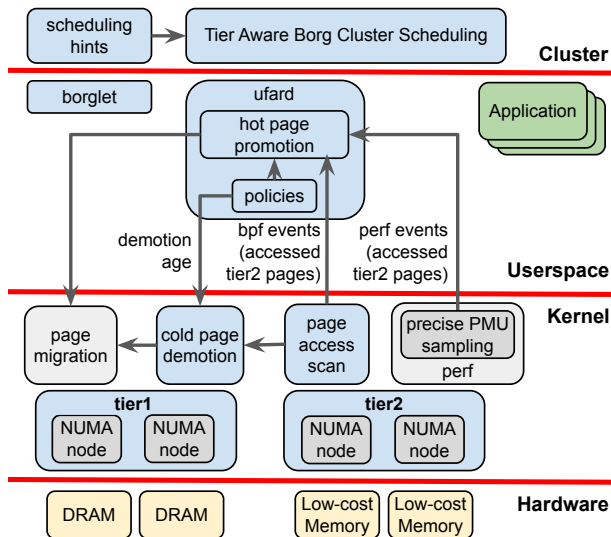 scheduling
hints
Tier Aware Borg Cluster Scheduling
Cluster
borglet
ufard
hot page
promotion
policies
Application
demotion
age
bpf events
(accessed
tier2 pages)
perf events
(accessed
tier2 pages)
Userspace
Kernel
page
migration
cold page
demotion
page
access
scan
precise PMU
sampling
perf
tier1
NUMA
node
NUMA
node
tier2
NUMA
node
NUMA
node
Hardware
DRAM
DRAM
Low-cost
Memory
Low-cost
Memory